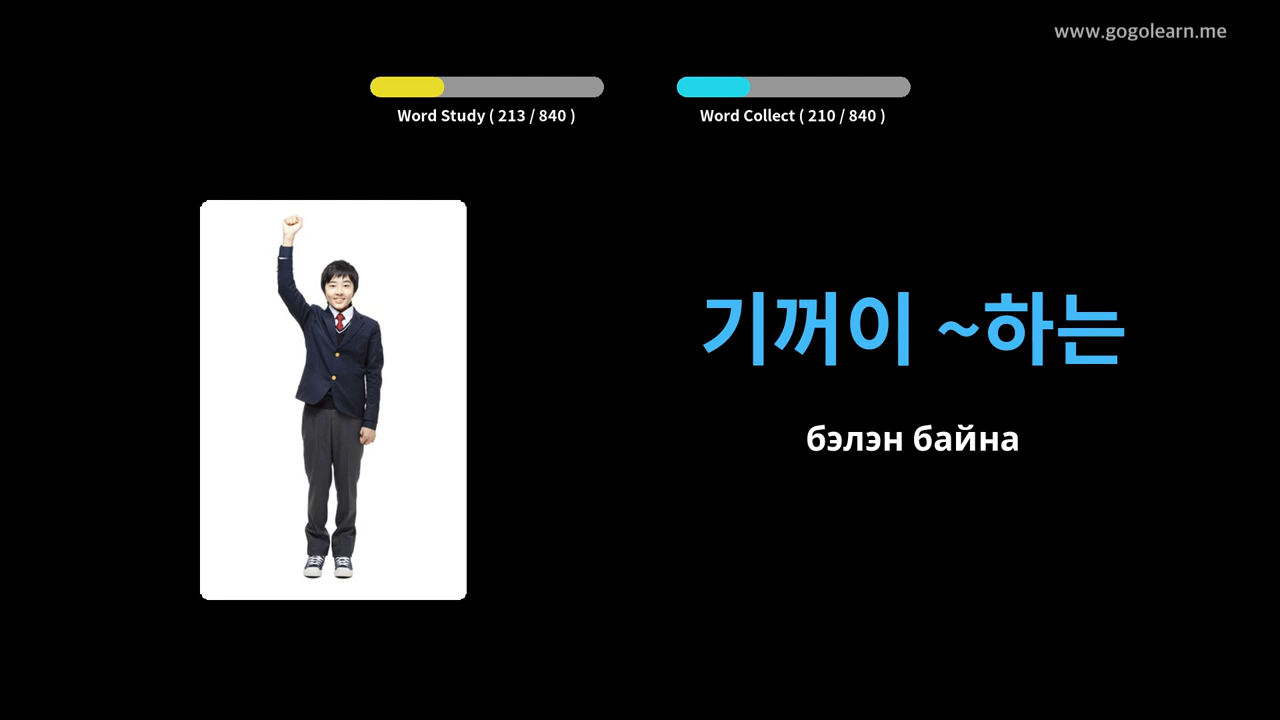 www.gogolearn.me
Word Study ( 213 / 840 )
Word Collect ( 210 / 840 )
기꺼이 ~하는
бэлэн байна